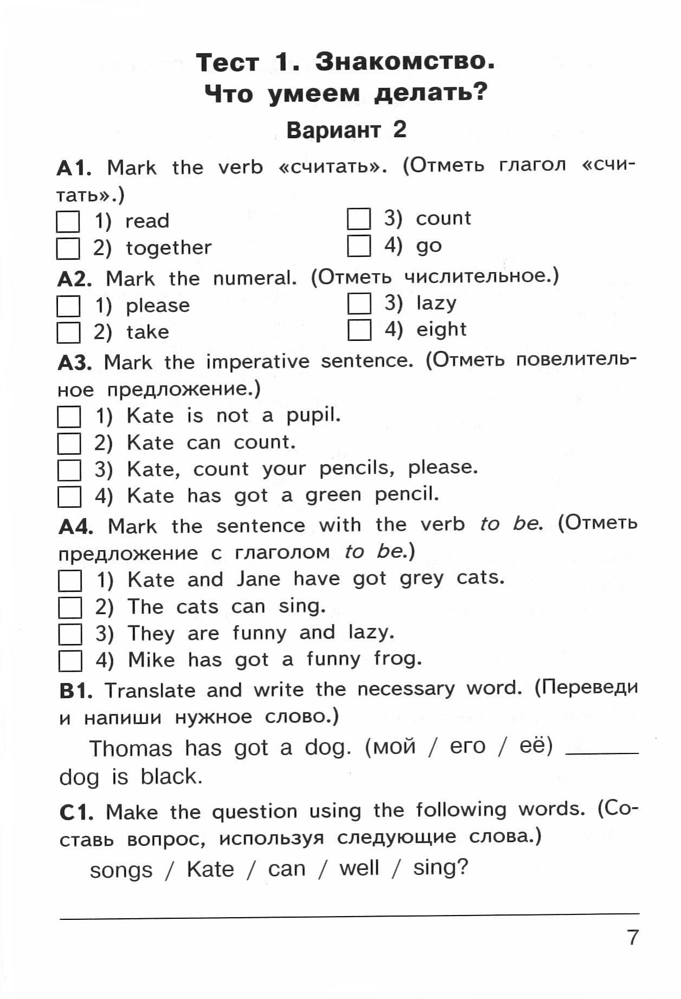 Тест 1. Знакомство.
Что умеем делать?
Вариант 2
A1. Mark the verb «считать». (Отметь глагол «счи-
тать».)
1) read
2) together
3) count
4) go
A2. Mark the numeral. (Отметь числительное.)
1) please
2) take
3) lazy
4) eight
A3. Mark the imperative sentence. (Отметь повелитель-
ное предложение.)
1) Kate is not a pupil.
2) Kate can count.
3) Kate, count your pencils, please.
4) Kate has got a green pencil.
A4. Mark the sentence with the verb to be. (Отметь
предложение с глаголом to be.)
1) Kate and Jane have got grey cats.
2) The cats can sing.
3) They are funny and lazy.
4) Mike has got a funny frog.
B1. Translate and write the necessary word. (Переведи
и напиши нужное слово.)
Thomas has got a dog. (мой / его / её) ______
dog is black.
C1. Make the question using the following words. (Со-
ставь вопрос, используя следующие слова.)
songs / Kate / can / well / sing?
7